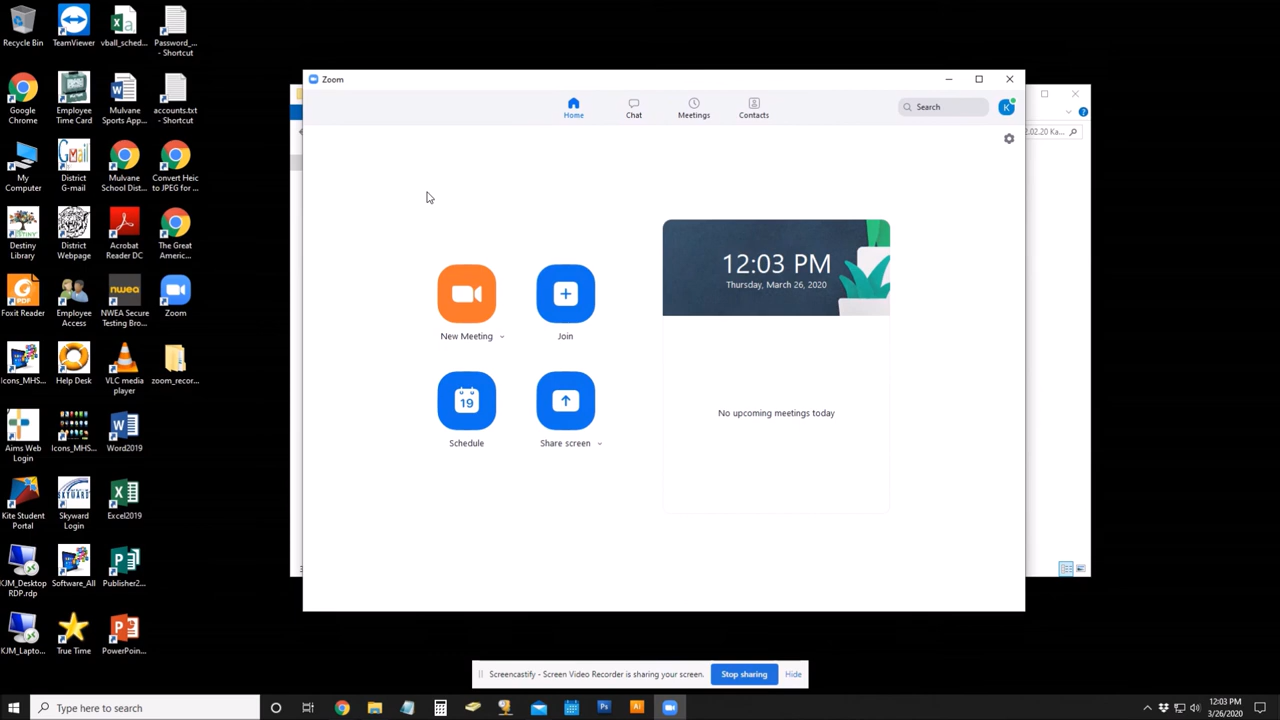 Recycle Bin
TeamViewer
vball_sched...
Password_...
- Shortcut
Google
Chrome
Employee
Time Card
Mulvane
Sports App...
accounts.txt
- Shortcut
My
Computer
District
G-mail
Mulvane
School Dist...
Convert Heic
to JPEG for ...
Destiny
Library
District
Webpage
Acrobat
Reader DC
The Great
Americ...
Foxit Reader
Employee
Access
NWEA Secure
Testing Bro...
Zoom
Icons_MHS...
Help Desk
VLC media
player
zoom_recor...
Aims Web
Login
Icons_MHS...
Word2019
Kite Student
Portal
Skyward
Login
Excel2019
KJM_Desktop
RDP.rdp
Software_All
Publisher2...
KJM_Lapto...
True Time
PowerPoin...
Zoom
Home
Chat
Meetings
Contacts
Search
K
2.02.20 Ka...
12:03 PM
Thursday, March 26, 2020
New Meeting
Join
19
Schedule
Share screen
No upcoming meetings today
Screencastify - Screen Video Recorder is sharing your screen.
Stop sharing
Hide
Type here to search
12:03 PM
3/26/2020